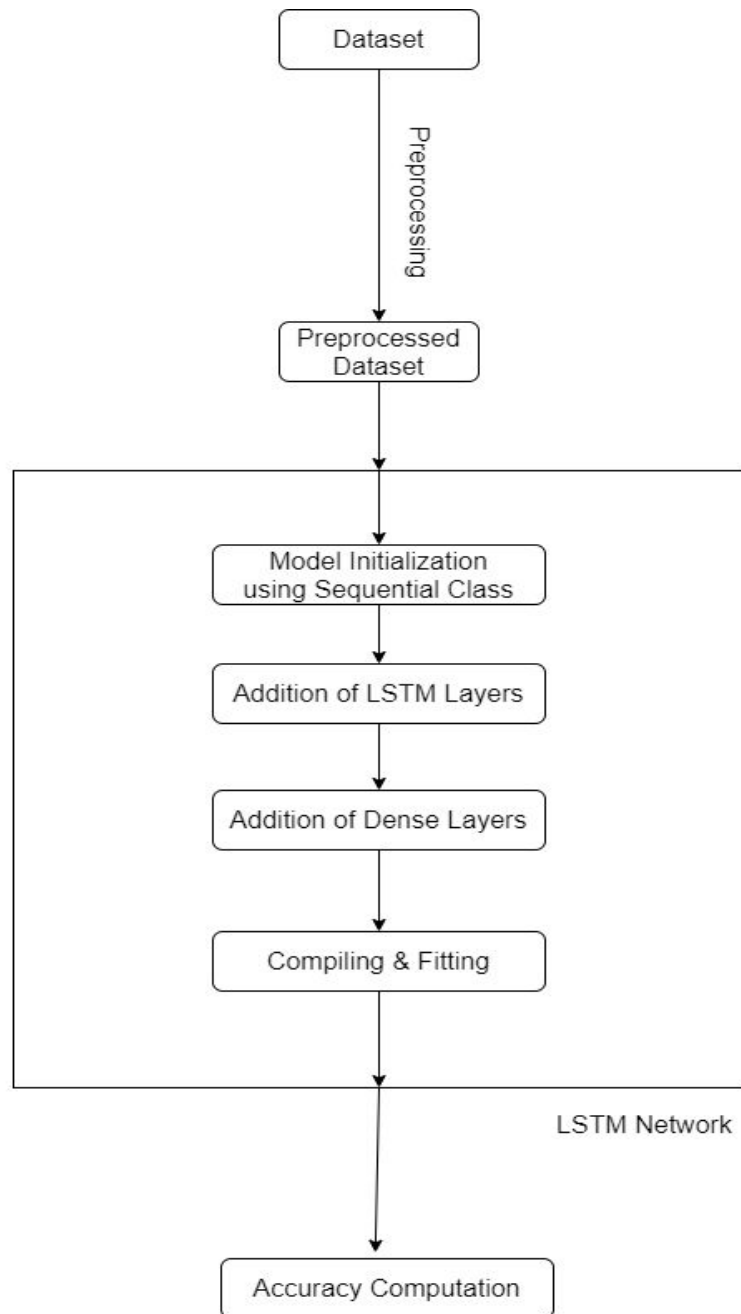 Dataset
Preprocessing
Preprocessed
Dataset
Model Initialization
using Sequential Class
Addition of LSTM Layers
Addition of Dense Layers
Compiling & Fitting
LSTM Network
Accuracy Computation